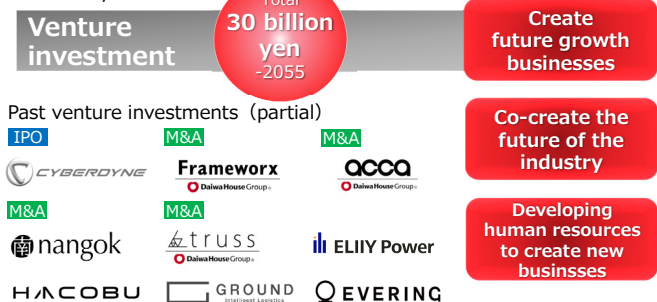 Total
Venture
investment
30 billion
yen
-2055
Create
future growth
businesses
Past venture investments (partial)
IPO
M&A
M&A
CYBERDYNE
Frameworx
Daiwa House Group®
acca
Daiwa House Group®
Co-create the
future of the
industry
M&A
M&A
南 nangok
truss
Daiwa House Group®
ELIIY Power
Developing
human resources
to create new
businsses
HACOBU
GROUND
Intelligent Logistics
EVERING